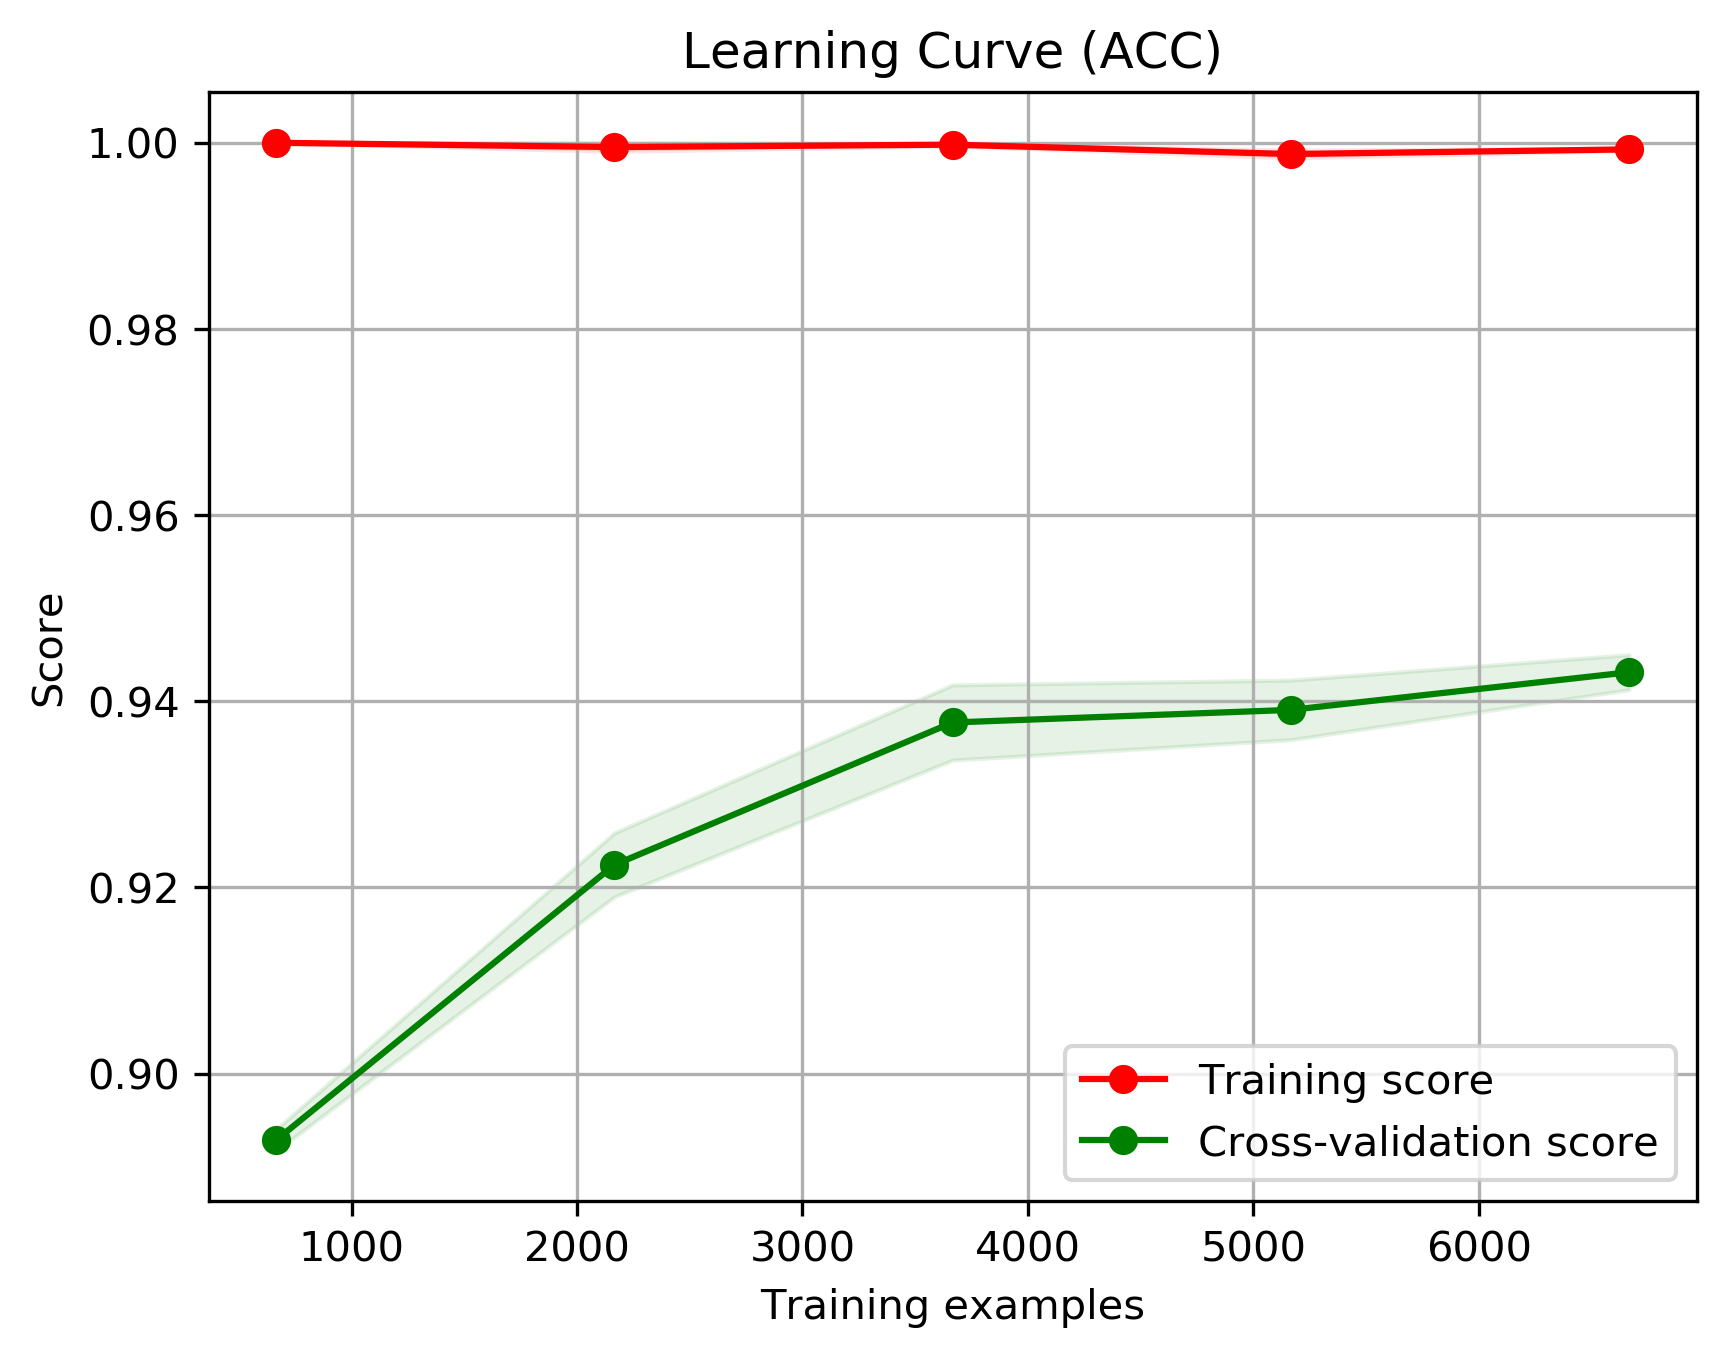 Learning Curve (ACC)
1.00
0.98
0.96
0.94
0.92
0.90
Score
Training score
Cross-validation score
1000 2000 3000 4000 5000 6000
Training examples